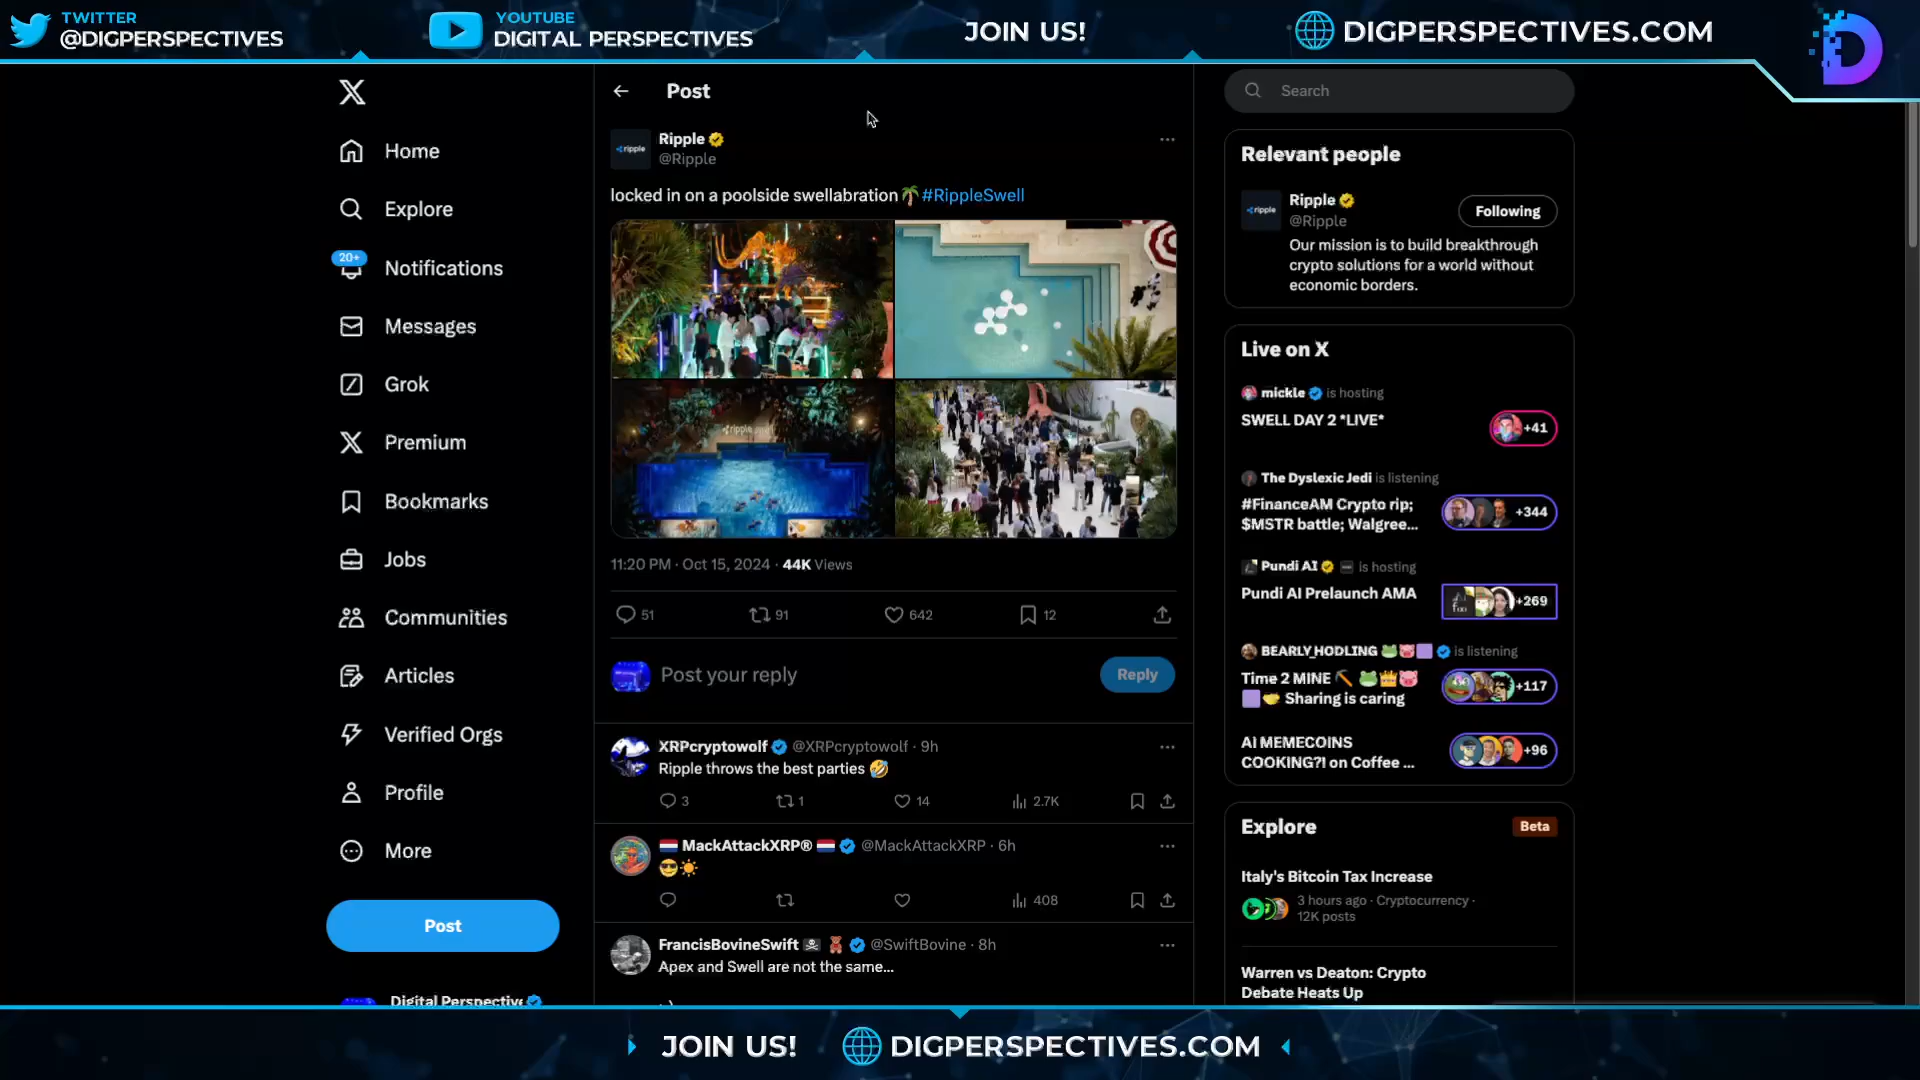 TWITTER
@DIGPERSPECTIVES
YOUTUBE
DIGITAL PERSPECTIVES
JOIN US!
DIGPERSPECTIVES.COM
Home
Explore
20+
Notifications
Messages
Grok
Premium
Bookmarks
Jobs
Communities
Articles
Verified Orgs
Profile
More
Post
Digital Perspective
Post
ripple
Ripple
@Ripple
locked in on a poolside swellabration🌴#RippleSwell
ripple
11:20 PM · Oct 15, 2024 · 44K Views
51 91 642 12
Post your reply
Reply
XRPcryptowolf @XRPcryptowolf · 9h
Ripple throws the best parties 🤣
3 1 14 2.7K
🇳🇱 MackAttackXRP® 🇳🇱 @MackAttackXRP · 6h
😎☀️
408
FrancisBovineSwift 🏴‍☠️ 🧸 @SwiftBovine · 8h
Apex and Swell are not the same...
Search
Relevant people
ripple
Ripple
@Ripple
Following
Our mission is to build breakthrough
crypto solutions for a world without
economic borders.
Live on X
mickle is hosting
SWELL DAY 2 *LIVE*
+41
The Dyslexic Jedi is listening
#FinanceAM Crypto rip;
$MSTR battle; Walgree...
+344
Pundi AI is hosting
Pundi AI Prelaunch AMA
+269
BEARLY_HODLING 🐸🐷🟪 is listening
Time 2 MINE ⛏️ 🐸👑🐷
🟪🤝 Sharing is caring
+117
AI MEMECOINS
COOKING?! on Coffee ...
+96
Explore
Beta
Italy's Bitcoin Tax Increase
3 hours ago · Cryptocurrency ·
12K posts
Warren vs Deaton: Crypto
Debate Heats Up
JOIN US!
DIGPERSPECTIVES.COM